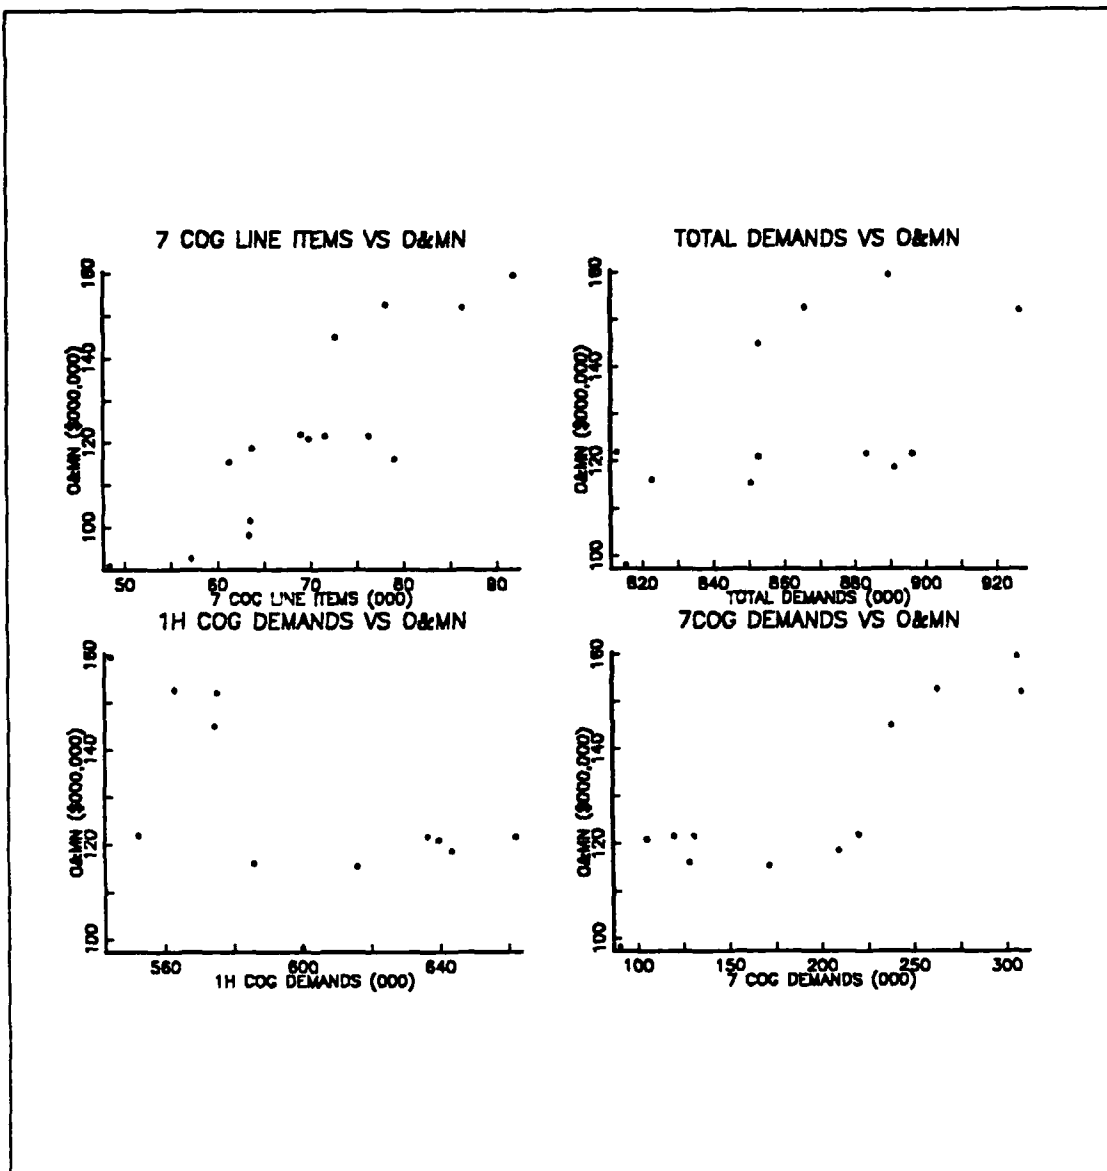 7 COG LINE ITEMS VS O&MN
160
140
120
100
O&MN ($000,000)
50 60 70 80 90
7 COG LINE ITEMS (000)
TOTAL DEMANDS VS O&MN
160
140
120
100
O&MN ($000,000)
820 840 860 880 900 920
TOTAL DEMANDS (000)
1H COG DEMANDS VS O&MN
160
140
120
100
O&MN ($000,000)
560 600 640
1H COG DEMANDS (000)
7COG DEMANDS VS O&MN
160
140
120
100
O&MN ($000,000)
100 150 200 250 300
7 COG DEMANDS (000)